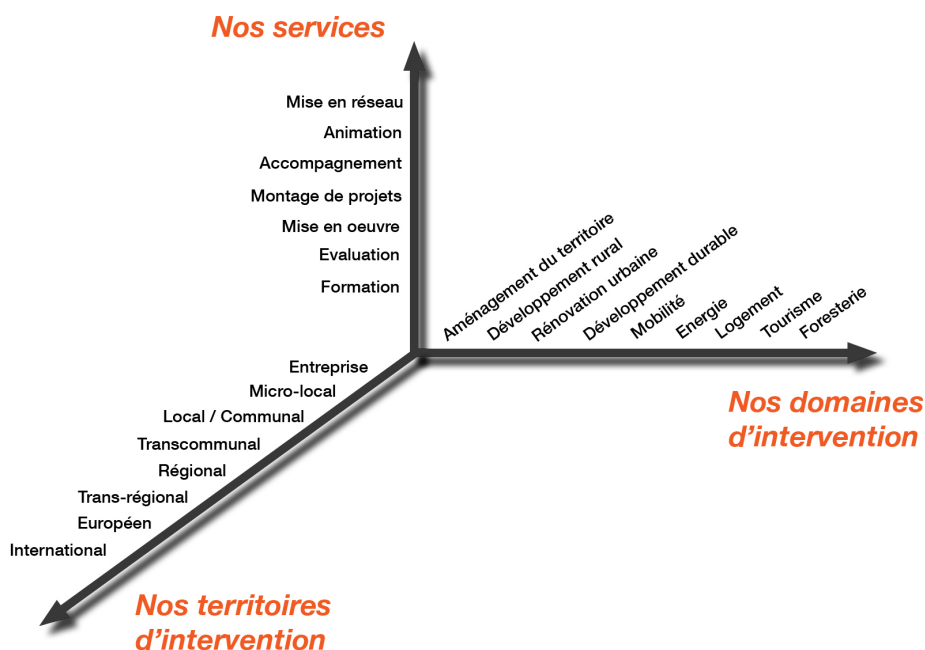 Nos services
Mise en réseau
Animation
Accompagnement
Montage de projets
Mise en oeuvre
Evaluation
Formation
Aménagement du territoire
Développement rural
Rénovation urbaine
Développement durable
Mobilité
Energie
Logement
Tourisme
Foresterie
Nos domaines
d'intervention
Entreprise
Micro-local
Local / Communal
Transcommunal
Régional
Trans-régional
Européen
International
Nos territoires
d'intervention